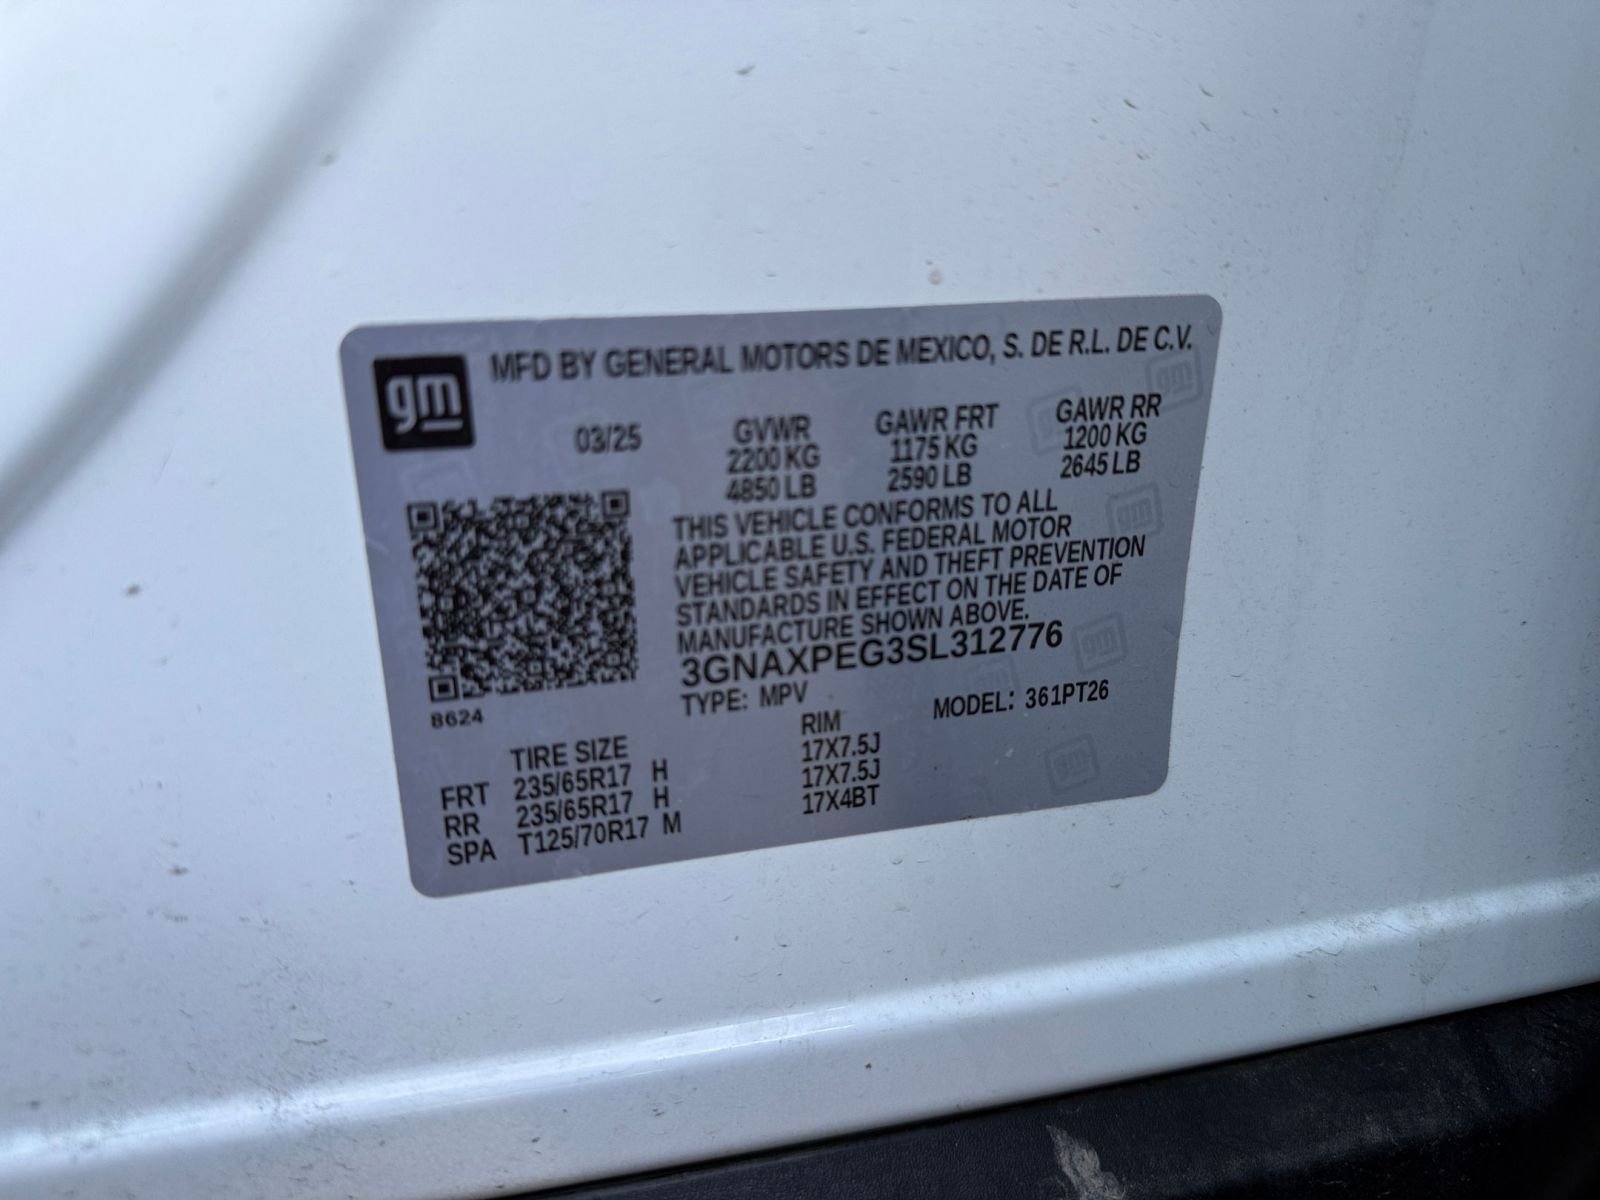 gm
MFD BY GENERAL MOTORS DE MEXICO, S. DE R.L. DE C.V.
03/25 GVWR GAWR FRT GAWR RR
2200 KG 1175 KG 1200 KG
4850 LB 2590 LB 2645 LB
THIS VEHICLE CONFORMS TO ALL
APPLICABLE U.S. FEDERAL MOTOR
VEHICLE SAFETY AND THEFT PREVENTION
STANDARDS IN EFFECT ON THE DATE OF
MANUFACTURE SHOWN ABOVE.
3GNAXPEG3SL312776
TYPE: MPV MODEL: 361PT26
8624
TIRE SIZE RIM
FRT 235/65R17 H 17X7.5J
RR 235/65R17 H 17X7.5J
SPA T125/70R17 M 17X4BT